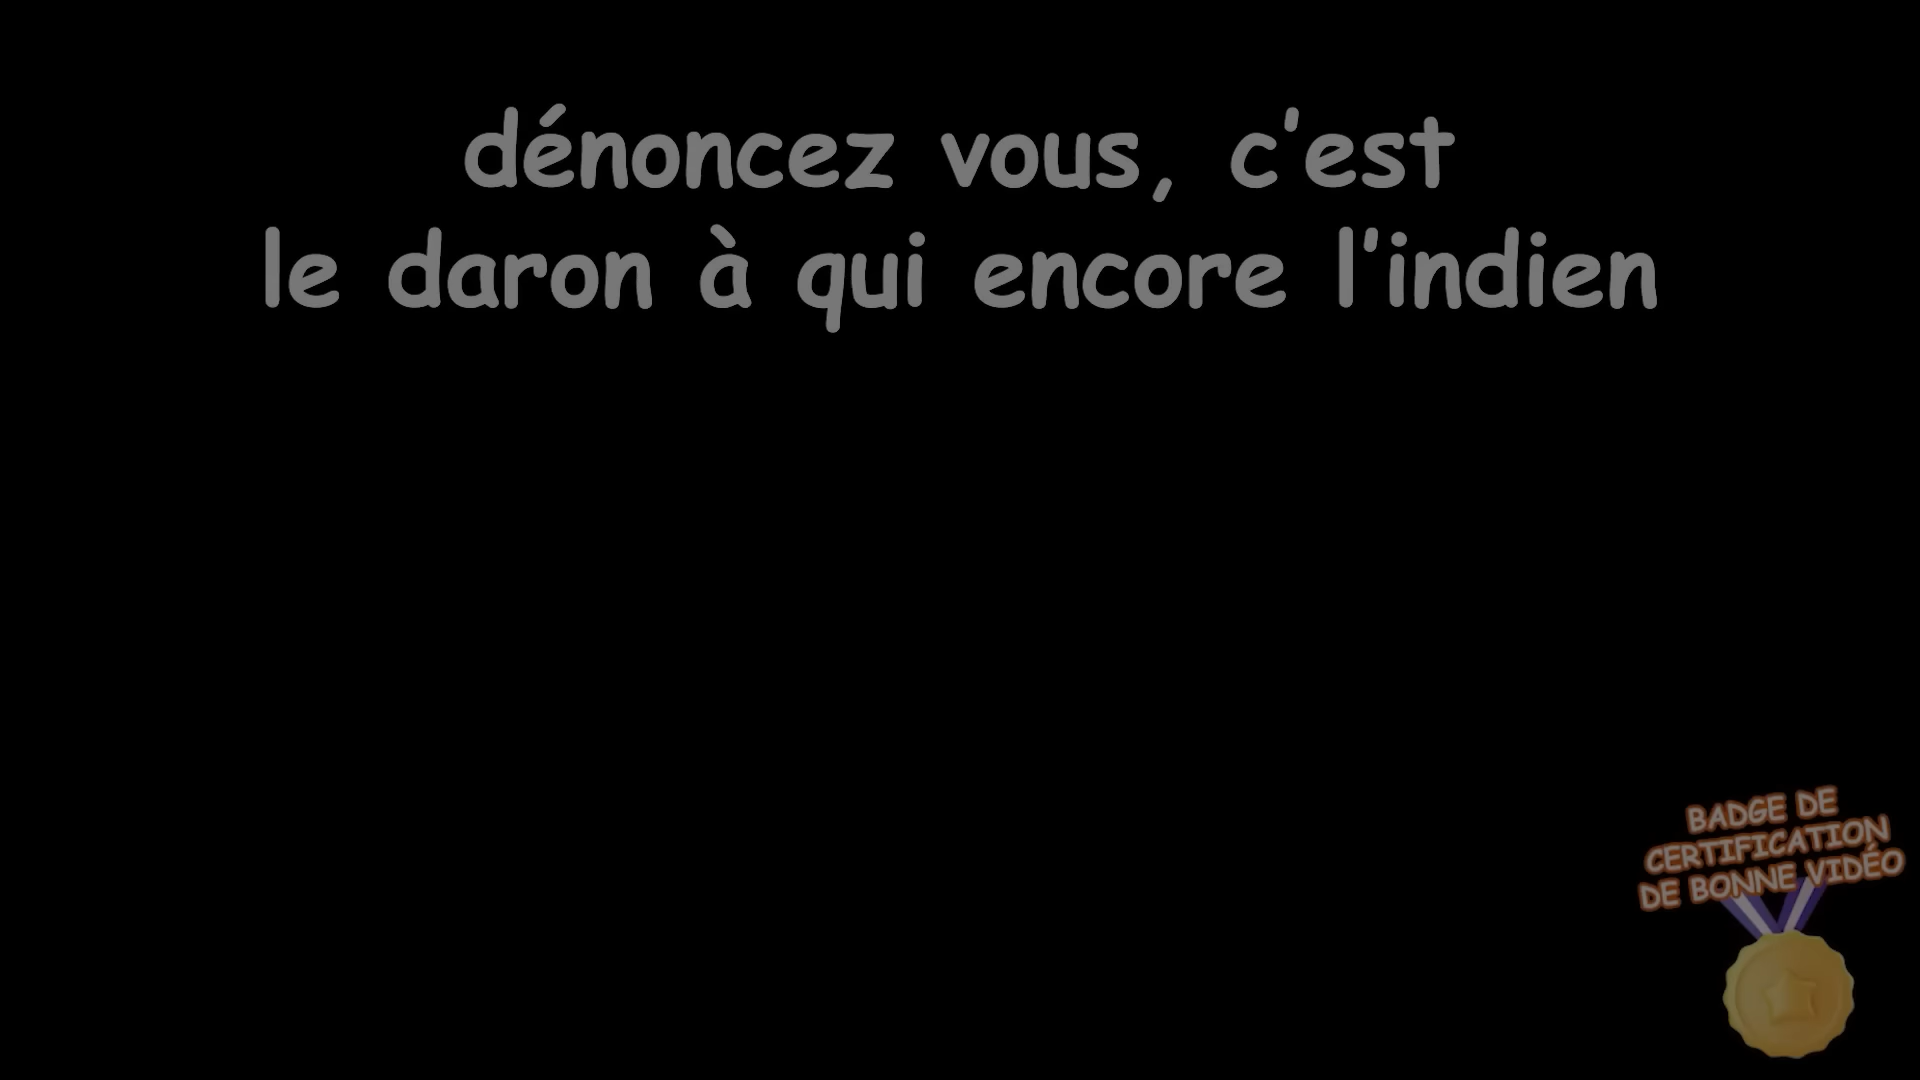 dénoncez vous, c'est
le daron à qui encore l'indien
BADGE DE
CERTIFICATION
DE BONNE VIDÉO